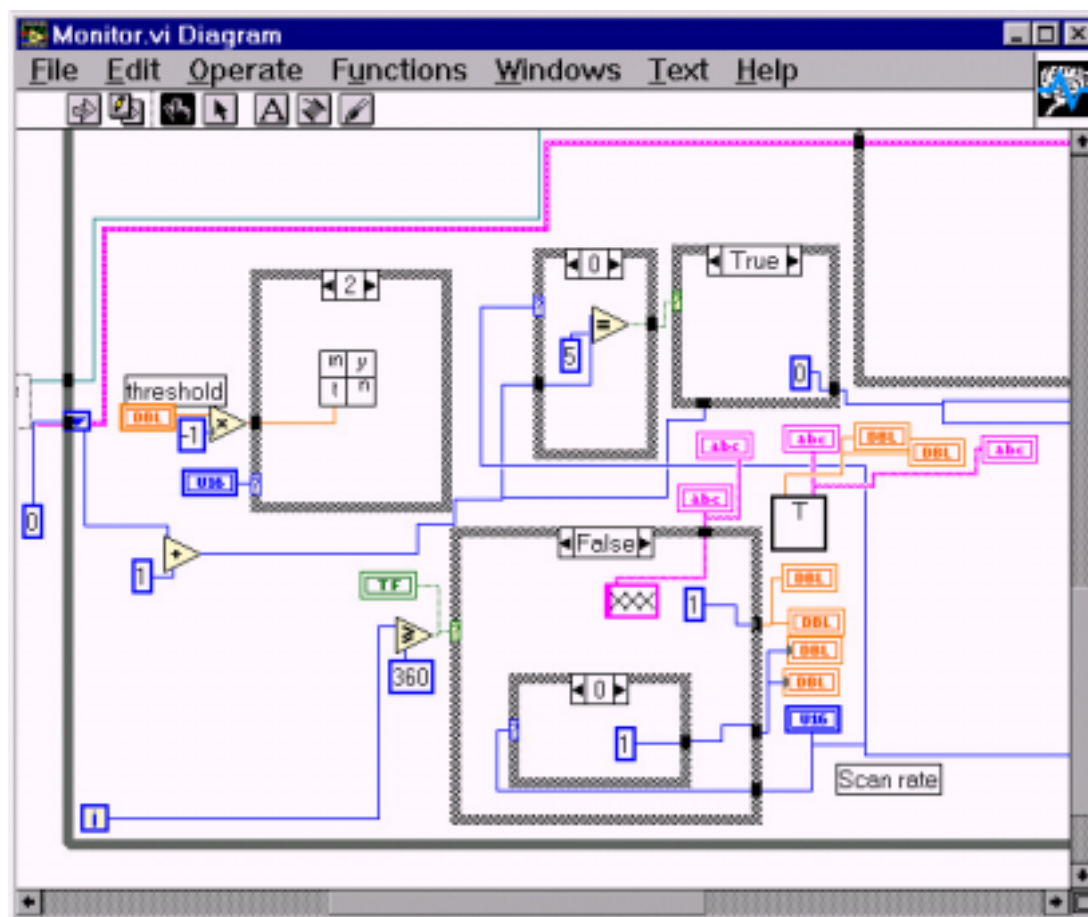 Monitor.vi Diagram
File Edit Operate Functions Windows Text Help
A
0
True
2
5
threshold
0
DBL
-1
abc
abc
DBL
DBL
abc
U16
abc
T
0
False
1
TF
DBL
1
DBL
DBL
360
0
DBL
1
U16
Scan rate
i